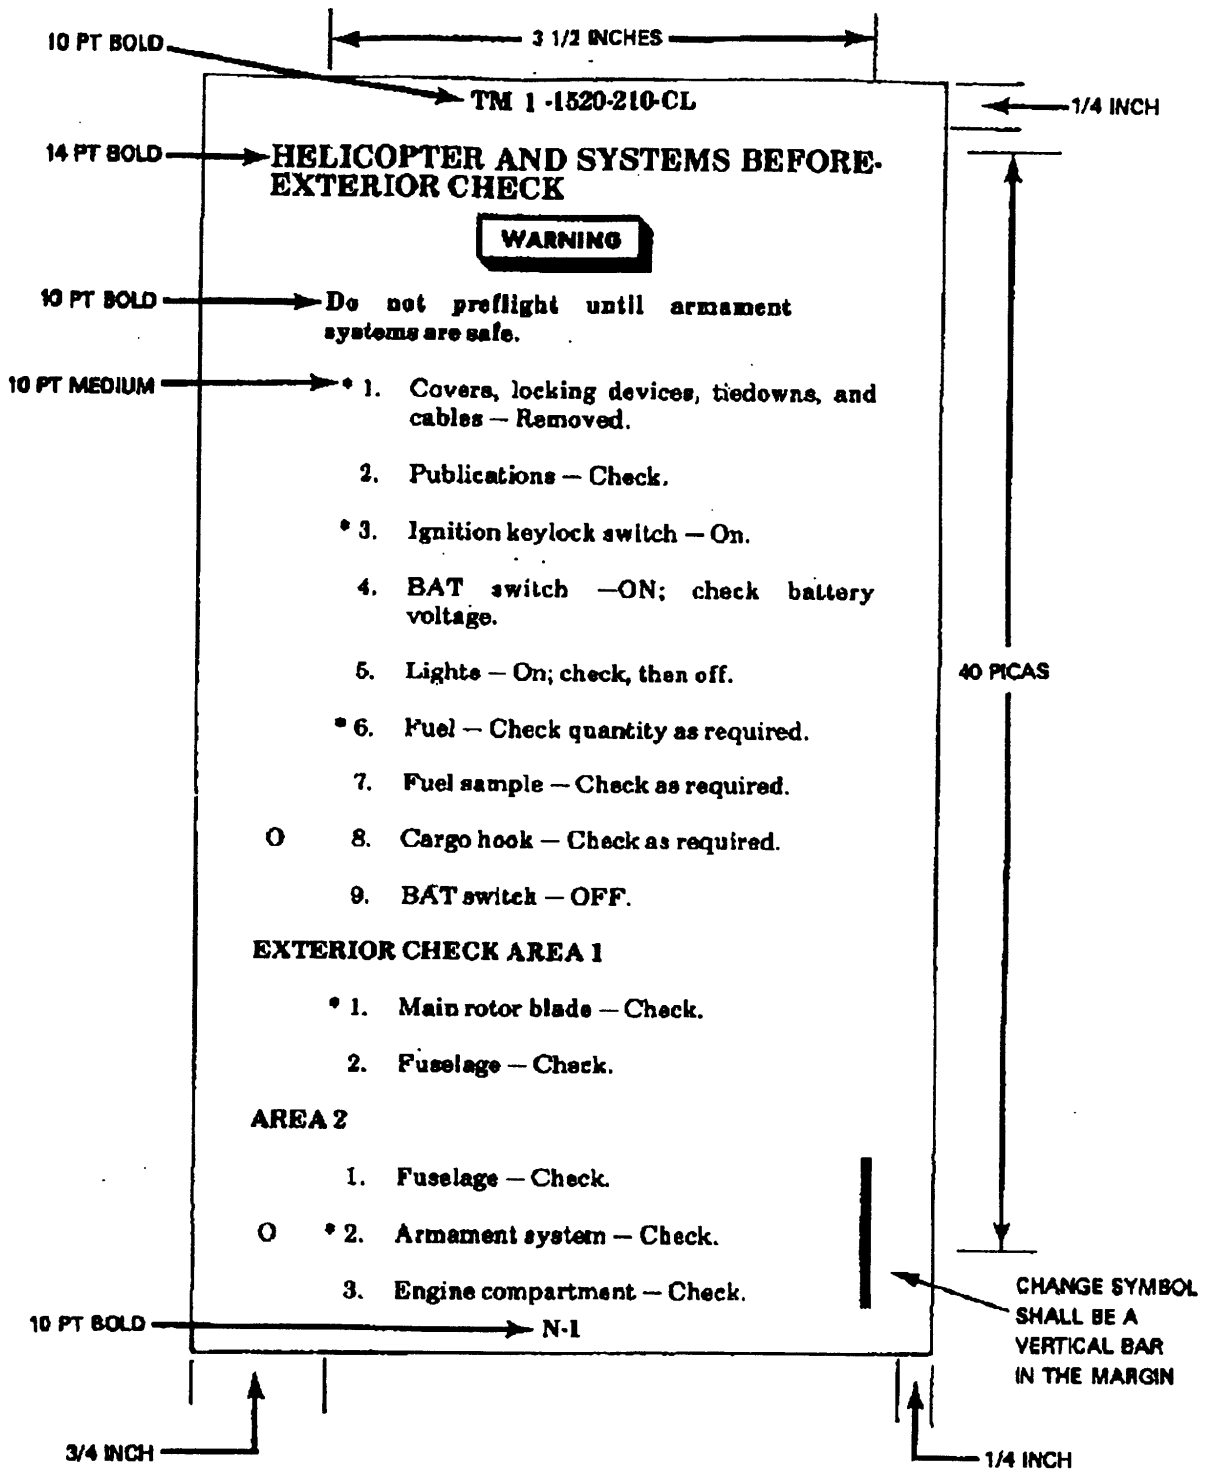 10 PT BOLD
3 1/2 INCHES
TM 1 -1520-210-CL
1/4 INCH
14 PT BOLD
HELICOPTER AND SYSTEMS BEFORE-
EXTERIOR CHECK
WARNING
10 PT BOLD
Do not preflight until armament
systems are safe.
10 PT MEDIUM
* 1. Covers, locking devices, tiedowns, and
cables — Removed.
2. Publications — Check.
* 3. Ignition keylock switch — On.
4. BAT switch —ON; check battery
voltage.
5. Lights — On; check, then off.
40 PICAS
* 6. Fuel — Check quantity as required.
7. Fuel sample — Check as required.
O 8. Cargo hook — Check as required.
9. BAT switch — OFF.
EXTERIOR CHECK AREA 1
* 1. Main rotor blade — Check.
2. Fuselage — Check.
AREA 2
1. Fuselage — Check.
O * 2. Armament system — Check.
3. Engine compartment — Check.
CHANGE SYMBOL
SHALL BE A
VERTICAL BAR
IN THE MARGIN
10 PT BOLD
N-1
3/4 INCH
1/4 INCH